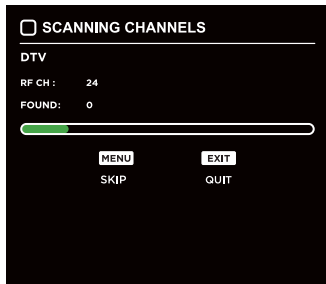 SCANNING CHANNELS
DTV
RF CH : 24
FOUND: 0
MENU EXIT
SKIP QUIT